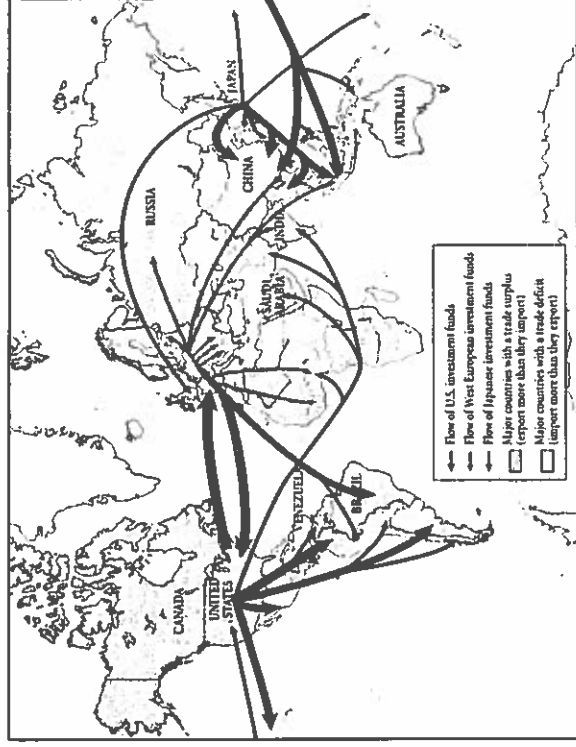 CANADA
UNITED
STATES
VENEZUEL
BRAZIL
RUSSIA
JAPAN
CHINA
INDI
SAUDI
ARABIA
AUSTRALIA
Flow of U.S. investment funds
Flow of West European investment funds
Flow of Japanese investment funds
Major countries with a trade surplus
(export more than they import)
Major countries with a trade deficit
(import more than they export)